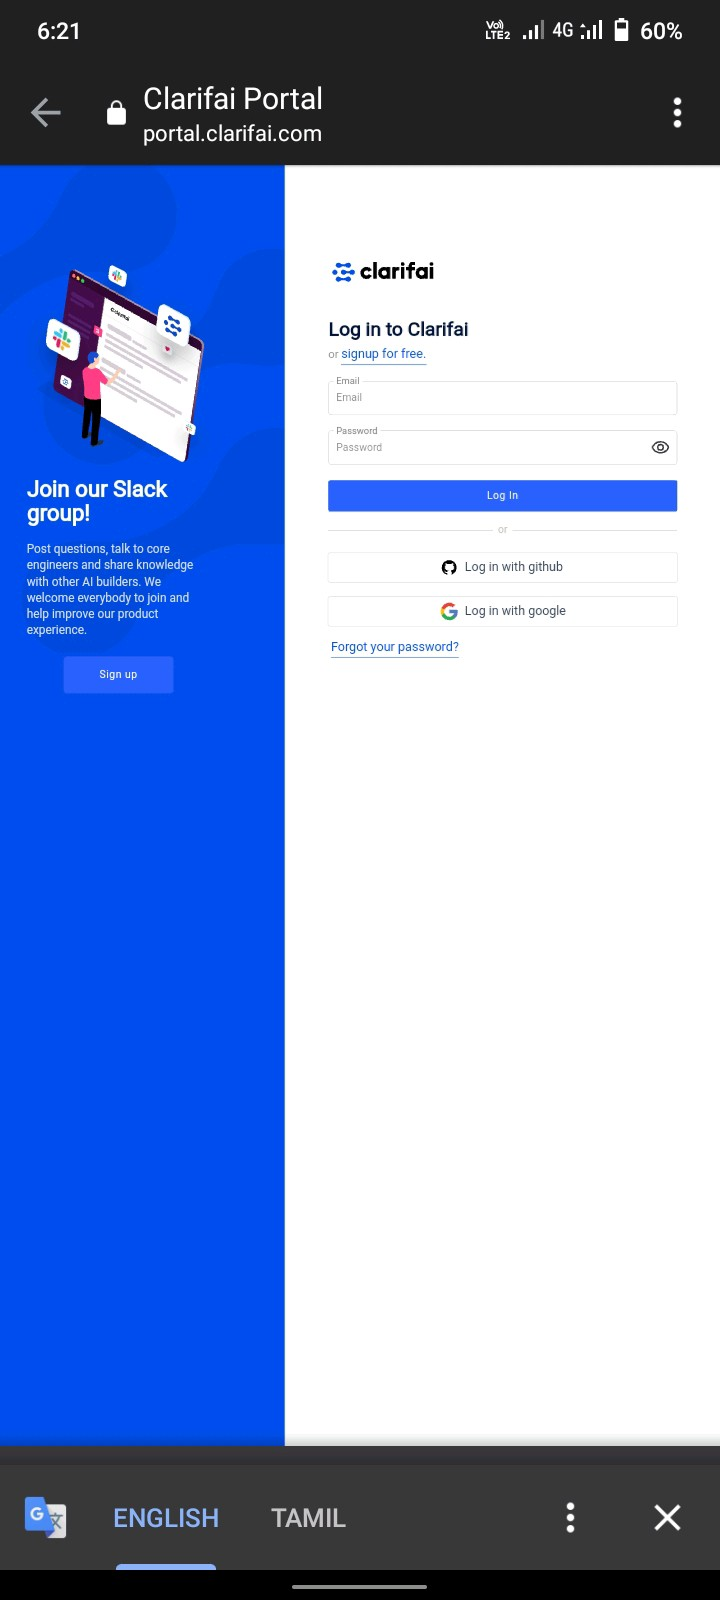 6:21
Vo))
LTE2
4G
60%
Clarifai Portal
portal.clarifai.com
clarifai
Log in to Clarifai
or signup for free.
Email
Email
Password
Password
Log In
or
Log in with github
Log in with google
Forgot your password?
Join our Slack
group!
Post questions, talk to core
engineers and share knowledge
with other AI builders. We
welcome everybody to join and
help improve our product
experience.
Sign up
G 文
ENGLISH
TAMIL